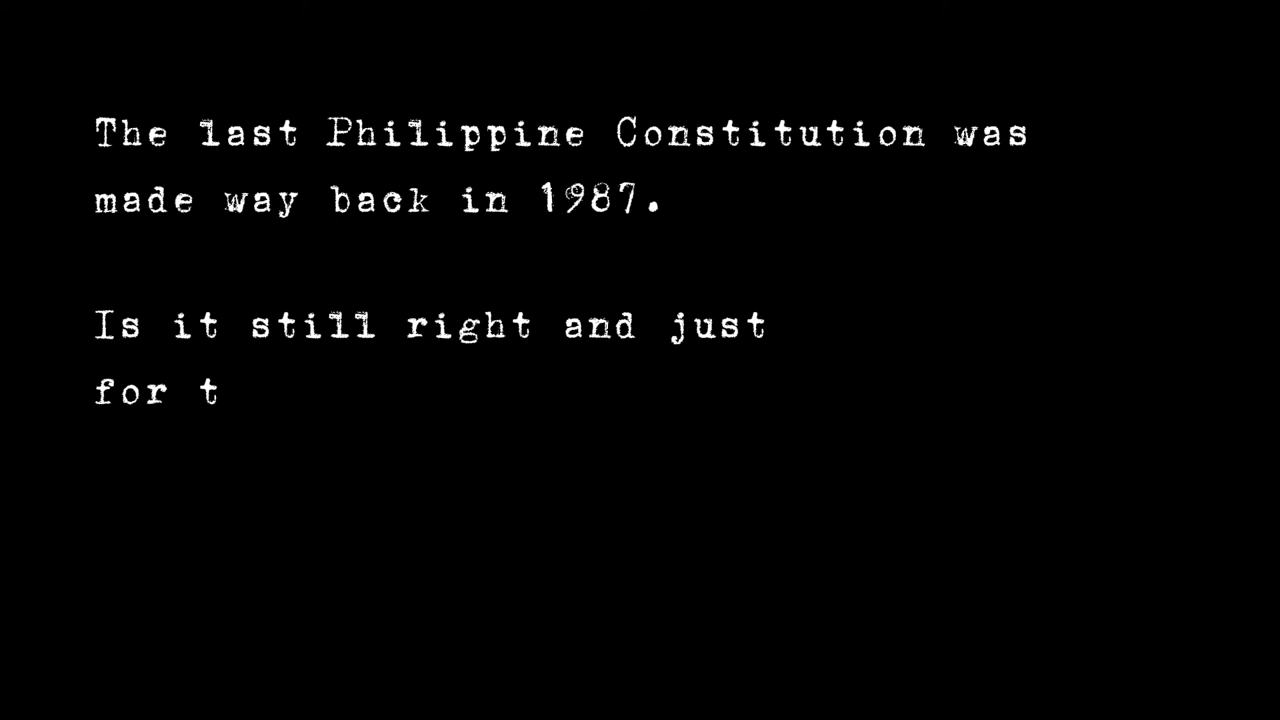 The last Philippine Constitution was
made way back in 1987.
Is it still right and just
for t